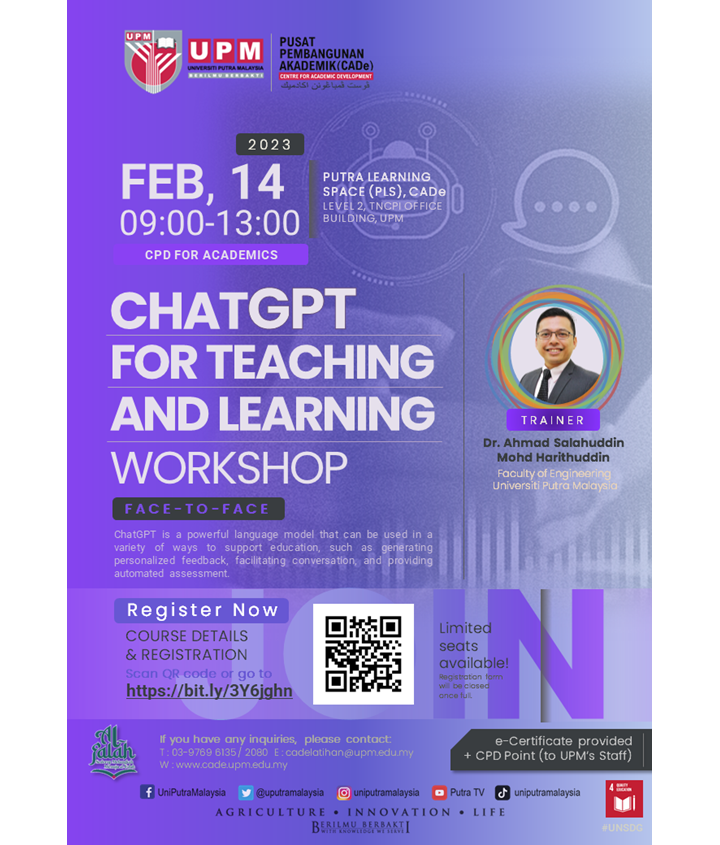 UPM
UPM
UNIVERSITI PUTRA MALAYSIA
BERILMU BERBAKTI
PUSAT
PEMBANGUNAN
AKADEMIK(CADe)
CENTRE FOR ACADEMIC DEVELOPMENT
ڤوست ڤمباڠونن اكاديميك
2023
FEB, 14
09:00-13:00
CPD FOR ACADEMICS
PUTRA LEARNING
SPACE (PLS), CADe
LEVEL 2, TNCPI OFFICE
BUILDING, UPM
CHATGPT
FOR TEACHING
AND LEARNING
WORKSHOP
FACE-TO-FACE
ChatGPT is a powerful language model that can be used in a
variety of ways to support education, such as generating
personalized feedback, facilitating conversation, and providing
automated assessment.
TRAINER
Dr. Ahmad Salahuddin
Mohd Harithuddin
Faculty of Engineering
Universiti Putra Malaysia
JOIN
Register Now
COURSE DETAILS
& REGISTRATION
Scan QR code or go to
https://bit.ly/3Y6jghn
Limited
seats
available!
Registration form
will be closed
once full.
Al
falah
If you have any inquiries, please contact:
T : 03-9769 6135 / 2080 E : cadelatihan@upm.edu.my
W : www.cade.upm.edu.my
e-Certificate provided
+ CPD Point (to UPM's Staff)
UniPutraMalaysia
@uputramalaysia
uniputramalaysia
Putra TV
uniputramalaysia
4 QUALITY
EDUCATION
#UNSDG
AGRICULTURE • INNOVATION • LIFE
BERILMU BERBAKTI
WITH KNOWLEDGE WE SERVE